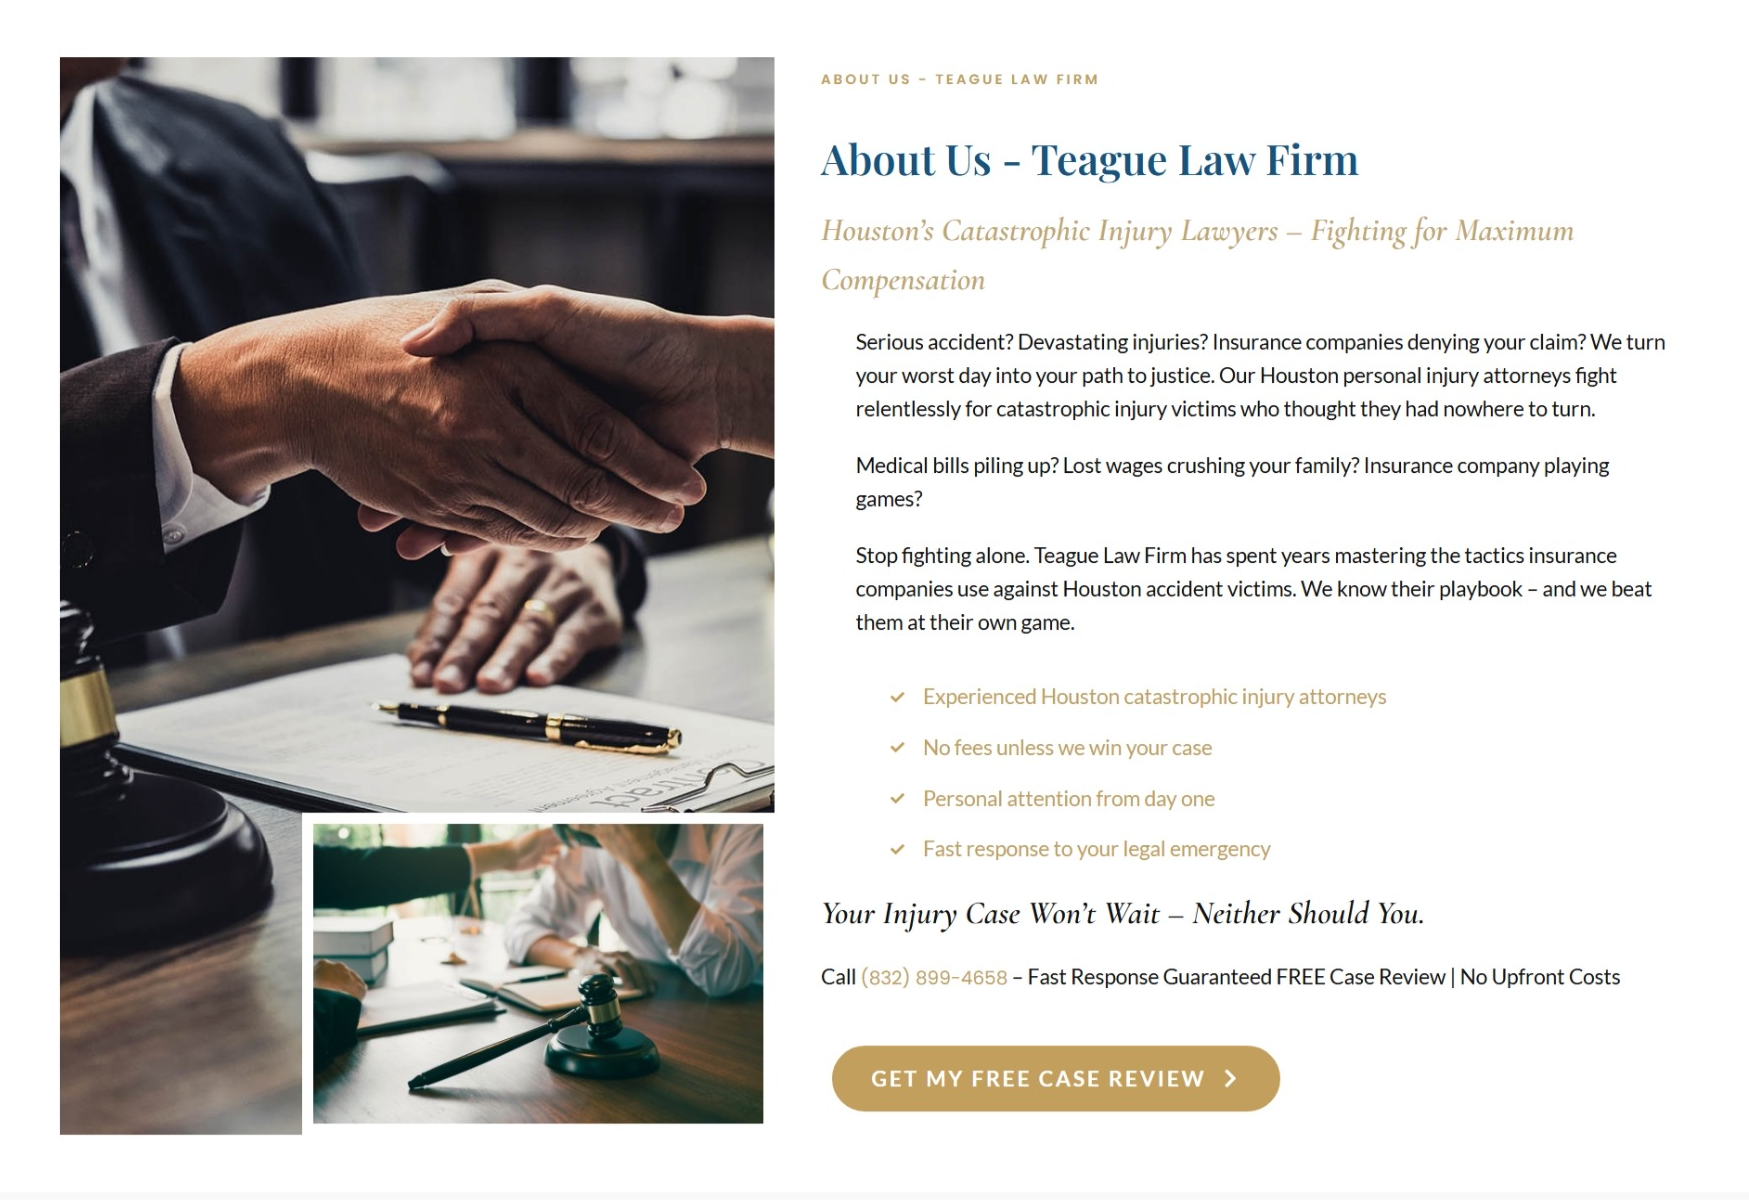 ABOUT US - TEAGUE LAW FIRM
About Us - Teague Law Firm
Houston’s Catastrophic Injury Lawyers – Fighting for Maximum
Compensation
Serious accident? Devastating injuries? Insurance companies denying your claim? We turn
your worst day into your path to justice. Our Houston personal injury attorneys fight
relentlessly for catastrophic injury victims who thought they had nowhere to turn.
Medical bills piling up? Lost wages crushing your family? Insurance company playing
games?
Stop fighting alone. Teague Law Firm has spent years mastering the tactics insurance
companies use against Houston accident victims. We know their playbook – and we beat
them at their own game.
Experienced Houston catastrophic injury attorneys
No fees unless we win your case
Personal attention from day one
Fast response to your legal emergency
Your Injury Case Won’t Wait – Neither Should You.
Call (832) 899-4658 – Fast Response Guaranteed FREE Case Review | No Upfront Costs
GET MY FREE CASE REVIEW
Contract